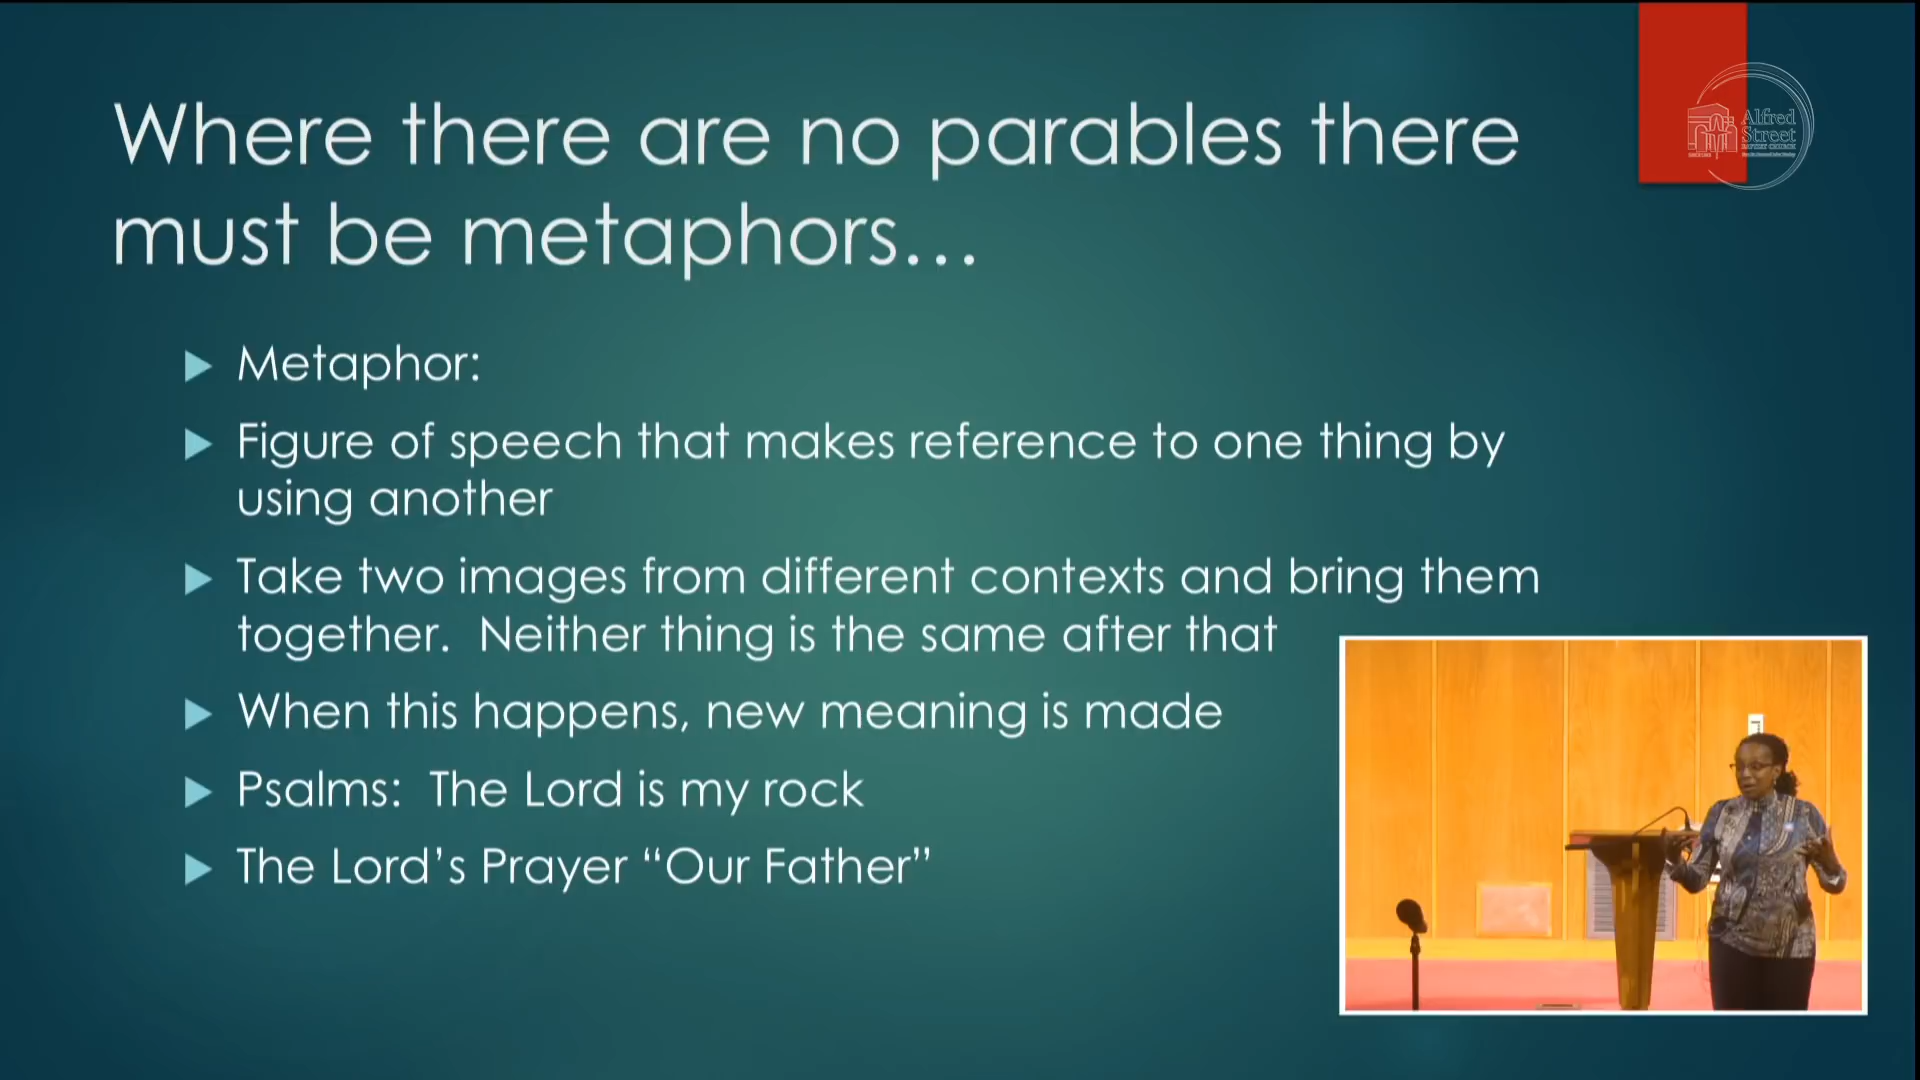 Where there are no parables there
must be metaphors…
Metaphor:
Figure of speech that makes reference to one thing by
using another
Take two images from different contexts and bring them
together. Neither thing is the same after that
When this happens, new meaning is made
Psalms: The Lord is my rock
The Lord’s Prayer “Our Father”
Alfred
Street
BAPTIST CHURCH